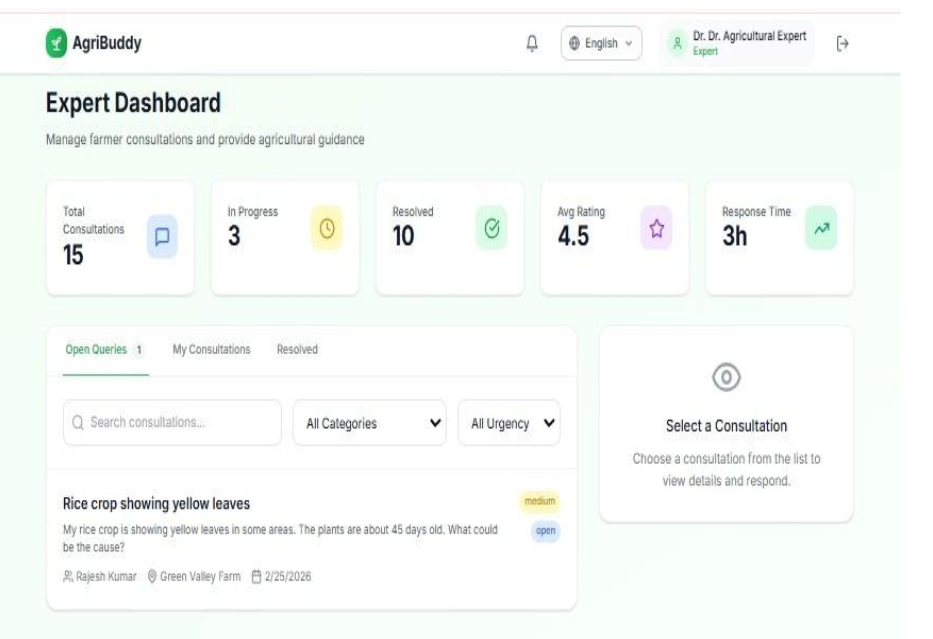 AgriBuddy
English
Dr. Dr. Agricultural Expert
Expert
Expert Dashboard
Manage farmer consultations and provide agricultural guidance
Total
Consultations
15
In Progress
3
Resolved
10
Avg Rating
4.5
Response Time
3h
Open Queries 1
My Consultations
Resolved
Search consultations...
All Categories
All Urgency
Rice crop showing yellow leaves
medium
My rice crop is showing yellow leaves in some areas. The plants are about 45 days old. What could
be the cause?
open
Rajesh Kumar
Green Valley Farm
2/25/2026
Select a Consultation
Choose a consultation from the list to
view details and respond.